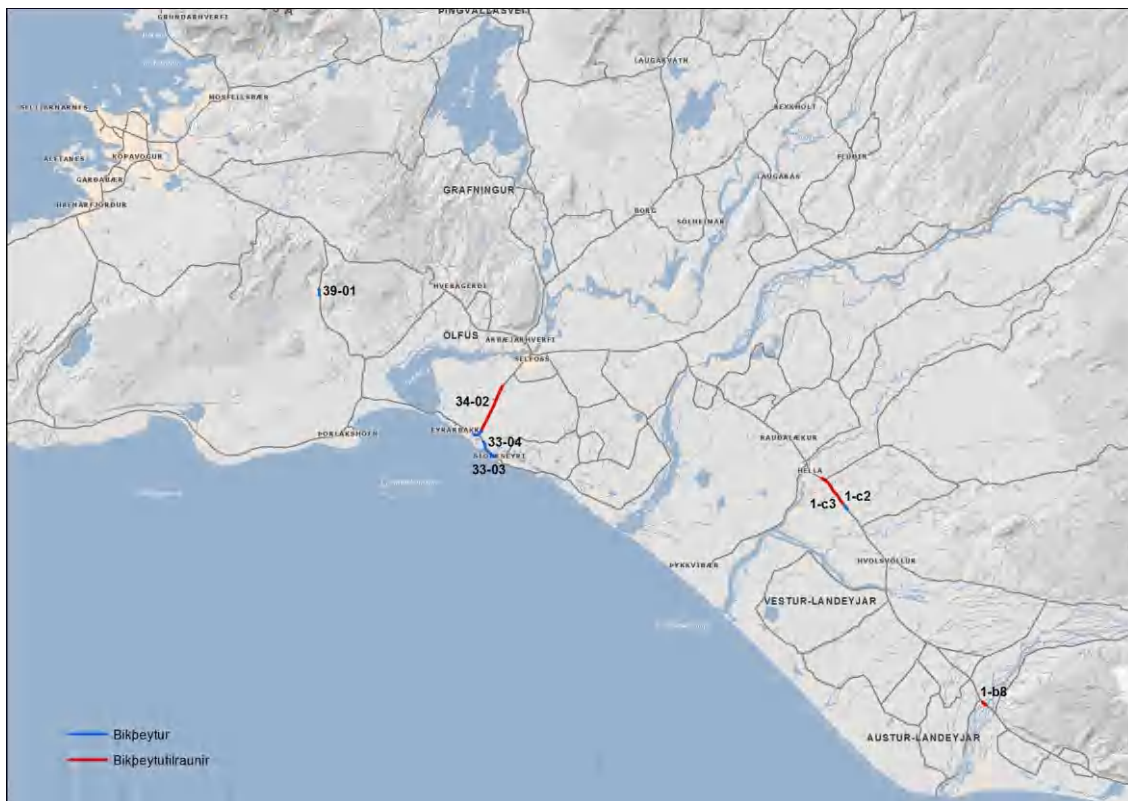 GRUNDARHVERFI
ÞINGVALLASVEIT
LAUGARVATN
MOSFELLSBÆR
SELTJARNARNES
REYKHOLT
ÁLFTANES
KÓPAVOGUR
FLÚÐIR
GARÐABÆR
LAUGARÁS
GRAFNINGUR
HAFNARFJÖRÐUR
BORG
SÓLHEIMAR
39-01
HVERAGERÐI
ÖLFUS
ÁRBÆJARHVERFI
SELFOSS
34-02
EYRARBAKKI
ÞORLÁKSHÖFN
33-04
RAUÐALÆKUR
STOKKSEYRI
33-03
HELLA
1-c2
1-c3
ÞYKKVIBÆR
HVOLSVÖLLUR
VESTUR-LANDEYJAR
1-b8
Bikþeytur
AUSTUR-LANDEYJAR
Bikþeytutilraunir